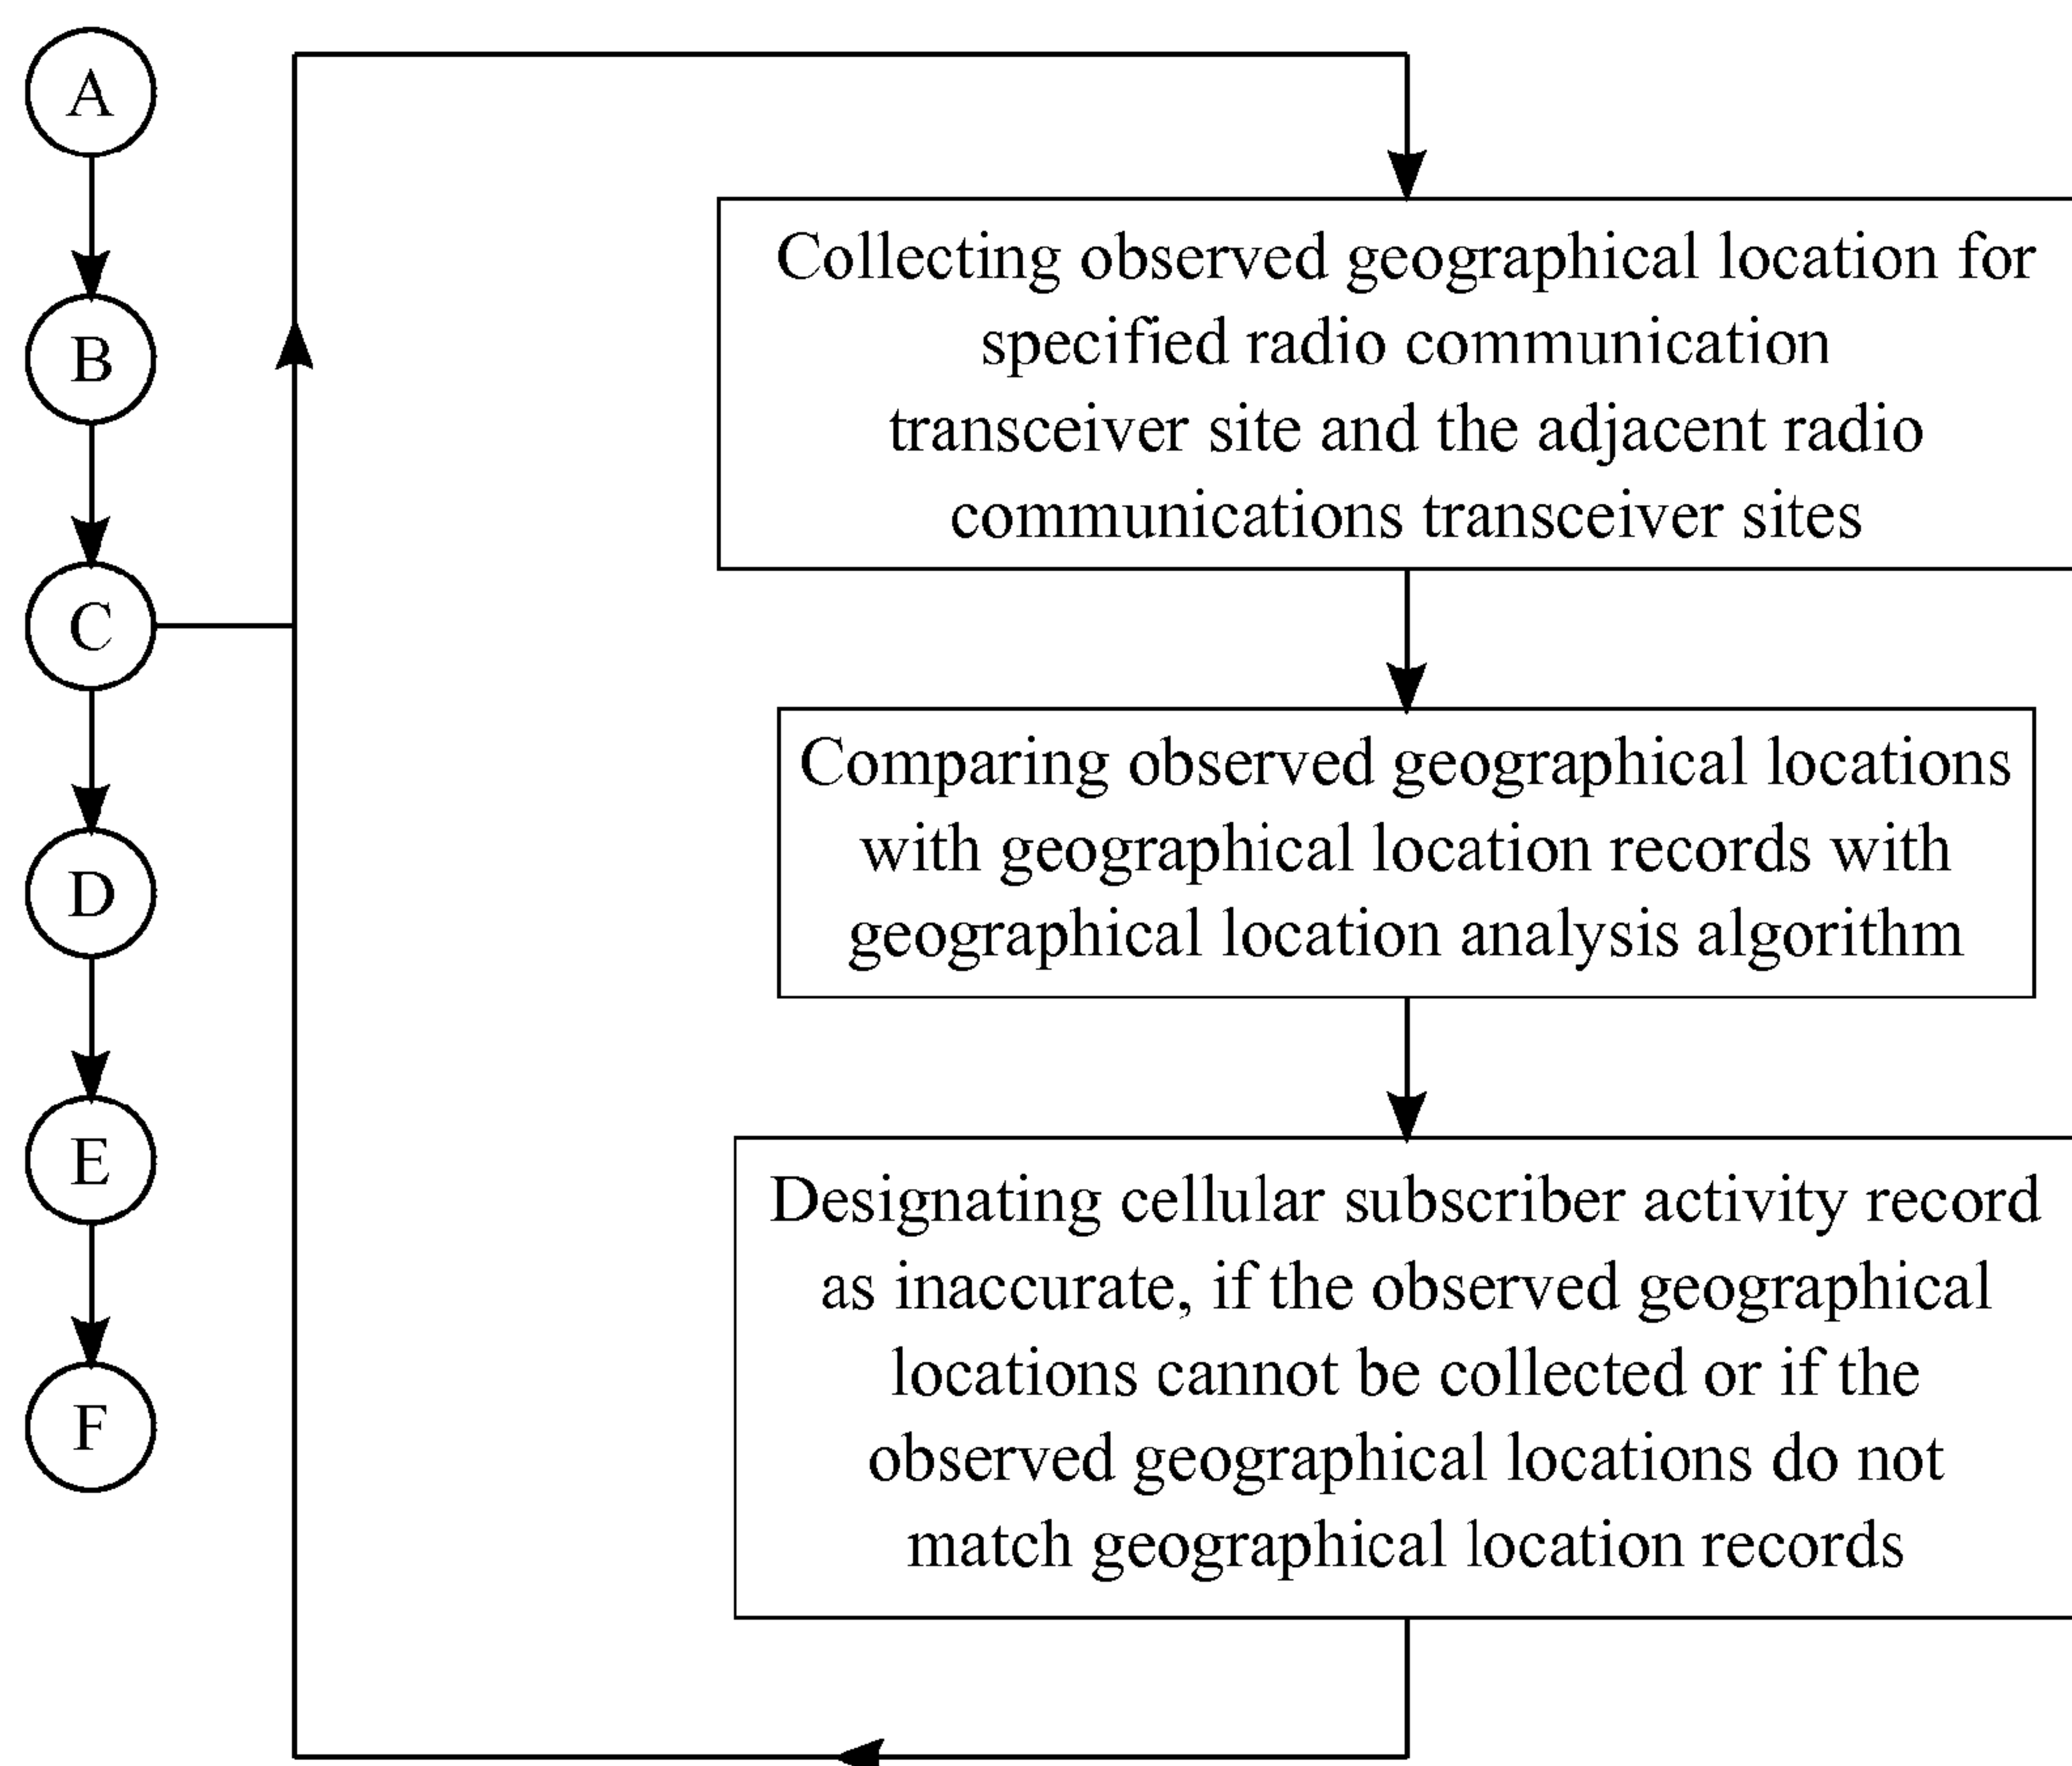 A
B
C
D
E
F
Collecting observed geographical location for
specified radio communication
transceiver site and the adjacent radio
communications transceiver sites
Comparing observed geographical locations
with geographical location records with
geographical location analysis algorithm
Designating cellular subscriber activity record
as inaccurate, if the observed geographical
locations cannot be collected or if the
observed geographical locations do not
match geographical location records